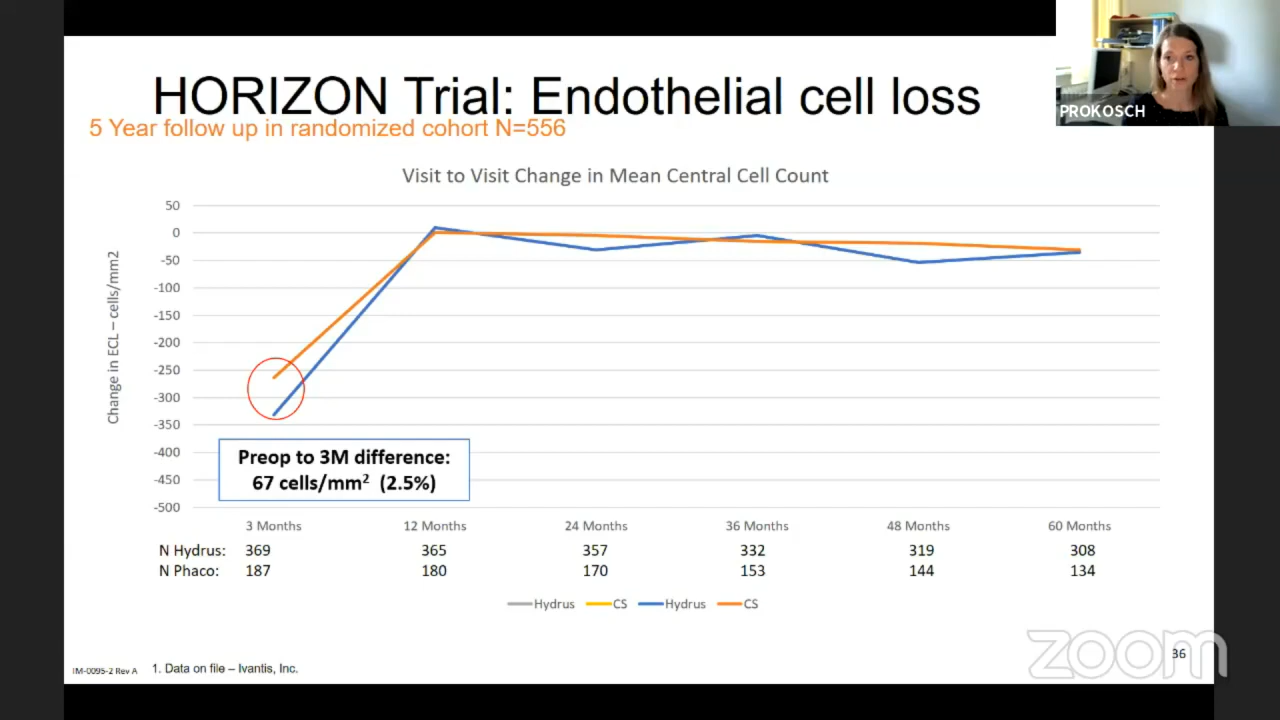 HORIZON Trial: Endothelial cell loss
5 Year follow up in randomized cohort N=556
PROKOSCH
Visit to Visit Change in Mean Central Cell Count
Change in ECL – cells/mm2
50
0
-50
-100
-150
-200
-250
-300
-350
-400
-450
-500
Preop to 3M difference:
67 cells/mm² (2.5%)
3 Months 12 Months 24 Months 36 Months 48 Months 60 Months
N Hydrus: 369 365 357 332 319 308
N Phaco: 187 180 170 153 144 134
Hydrus CS Hydrus CS
zoom
36
IM-0095-2 Rev A 1. Data on file – Ivantis, Inc.